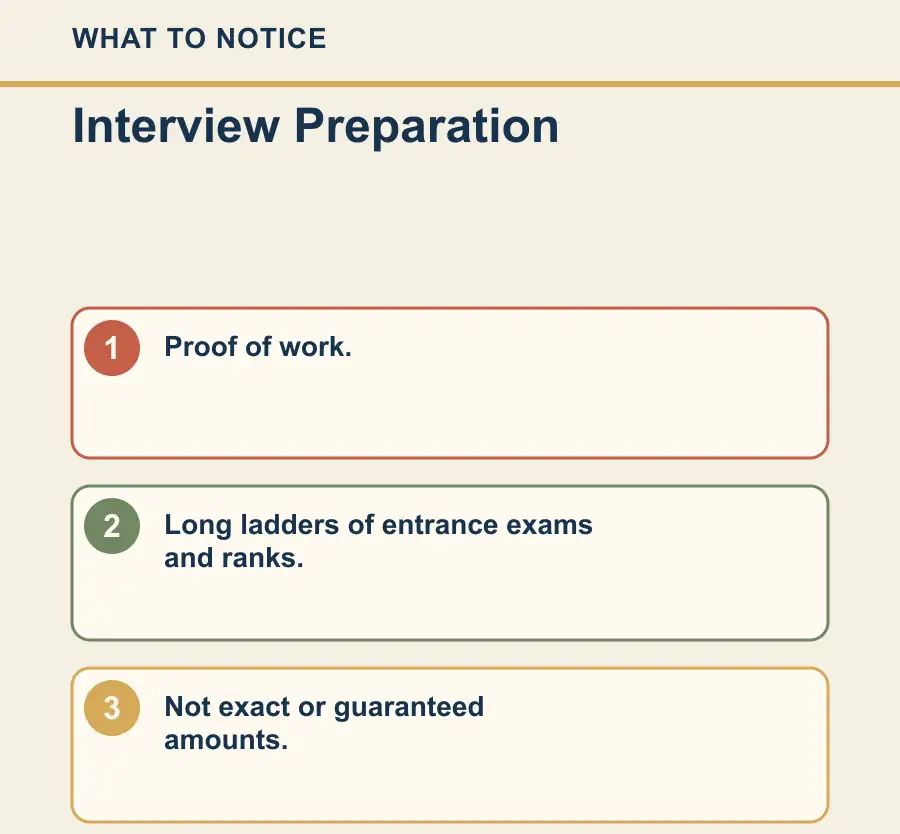 WHAT TO NOTICE
Interview Preparation
1
Proof of work.
2
Long ladders of entrance exams
and ranks.
3
Not exact or guaranteed
amounts.